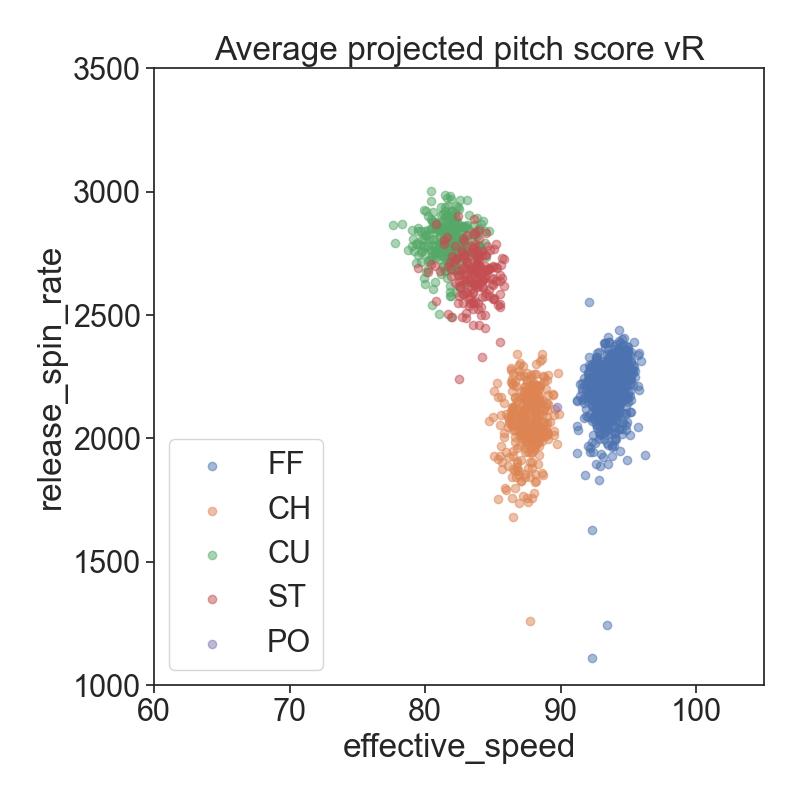 Average projected pitch score vR
3500
3000
2500
2000
1500
1000
release_spin_rate
FF
CH
CU
ST
PO
60
70
80
90
100
effective_speed